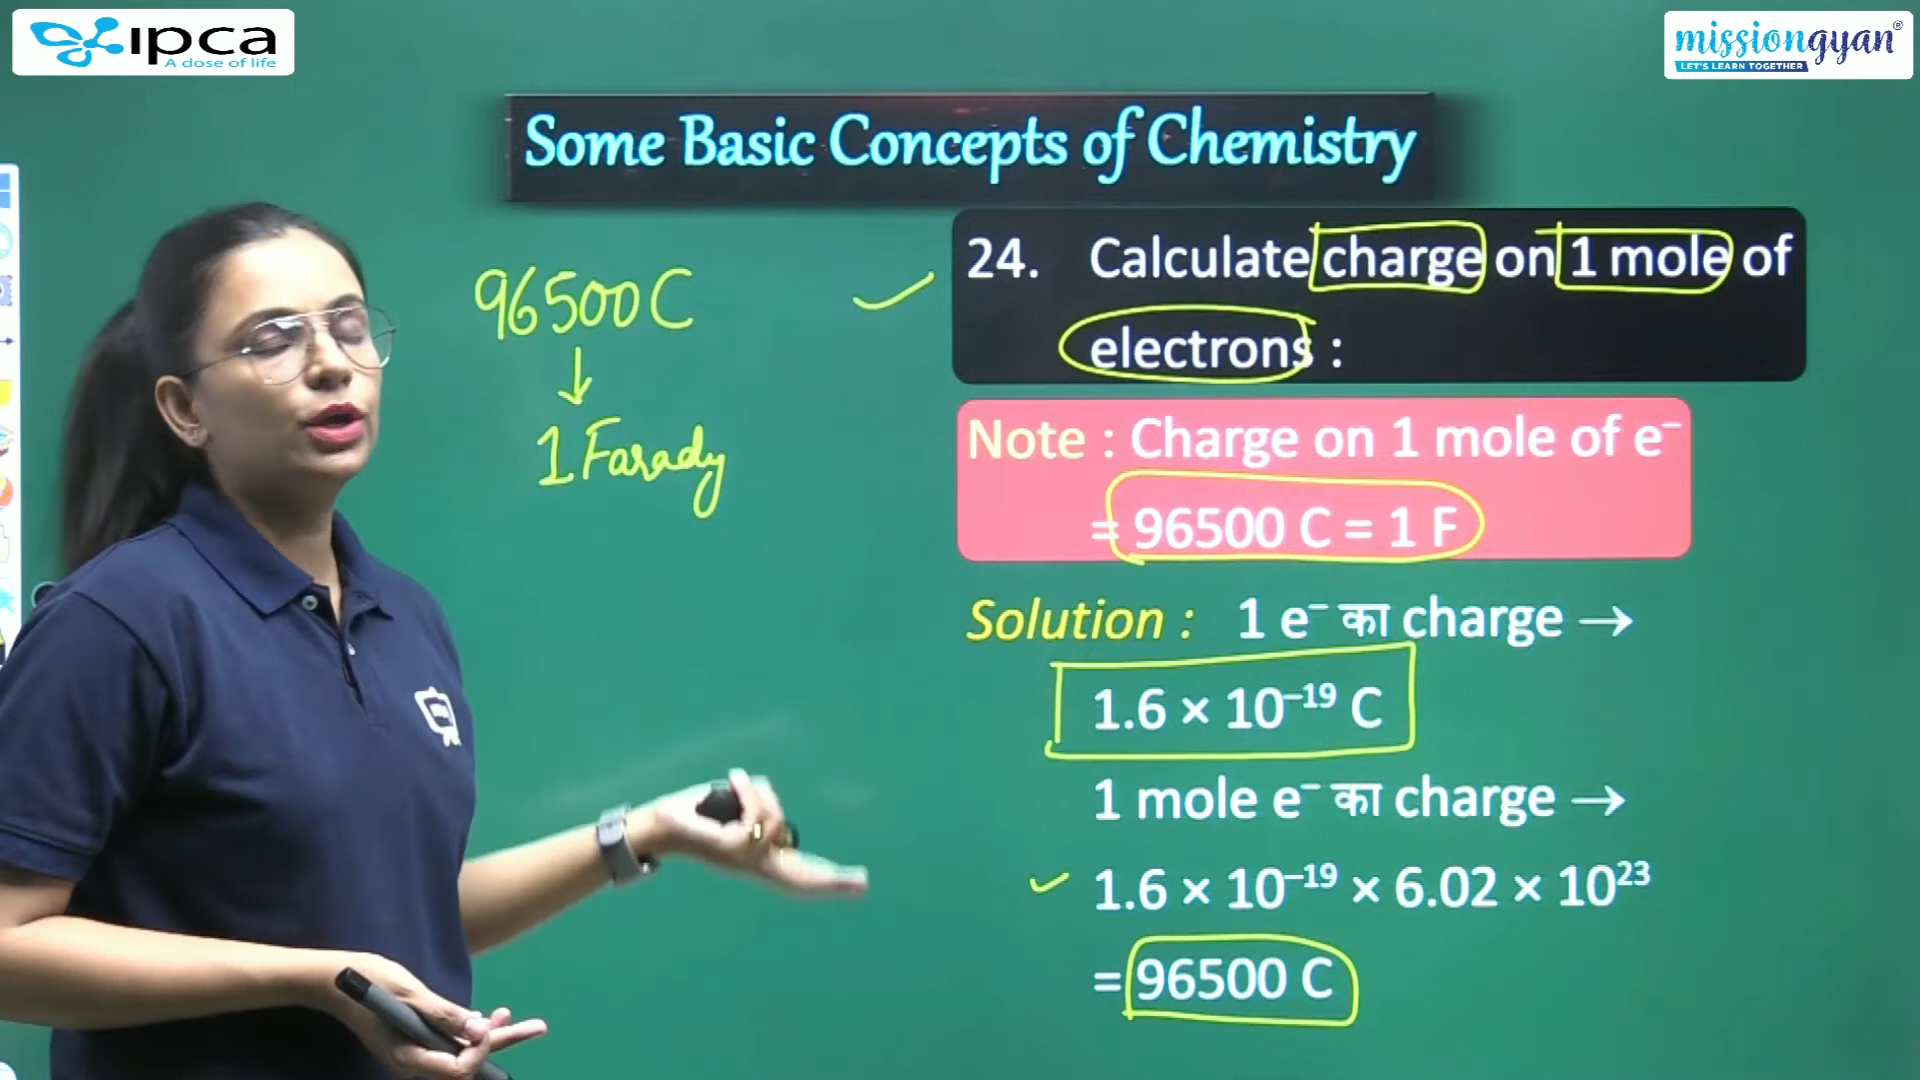 ipca
A dose of life
missiongyan®
LET'S LEARN TOGETHER
Some Basic Concepts of Chemistry
96500 C
↓
1 Farady
24. Calculate charge on 1 mole of
electrons :
Note : Charge on 1 mole of e⁻
= 96500 C = 1 F
Solution : 1 e⁻ का charge →
1.6 × 10⁻¹⁹ C
1 mole e⁻ का charge →
1.6 × 10⁻¹⁹ × 6.02 × 10²³
= 96500 C